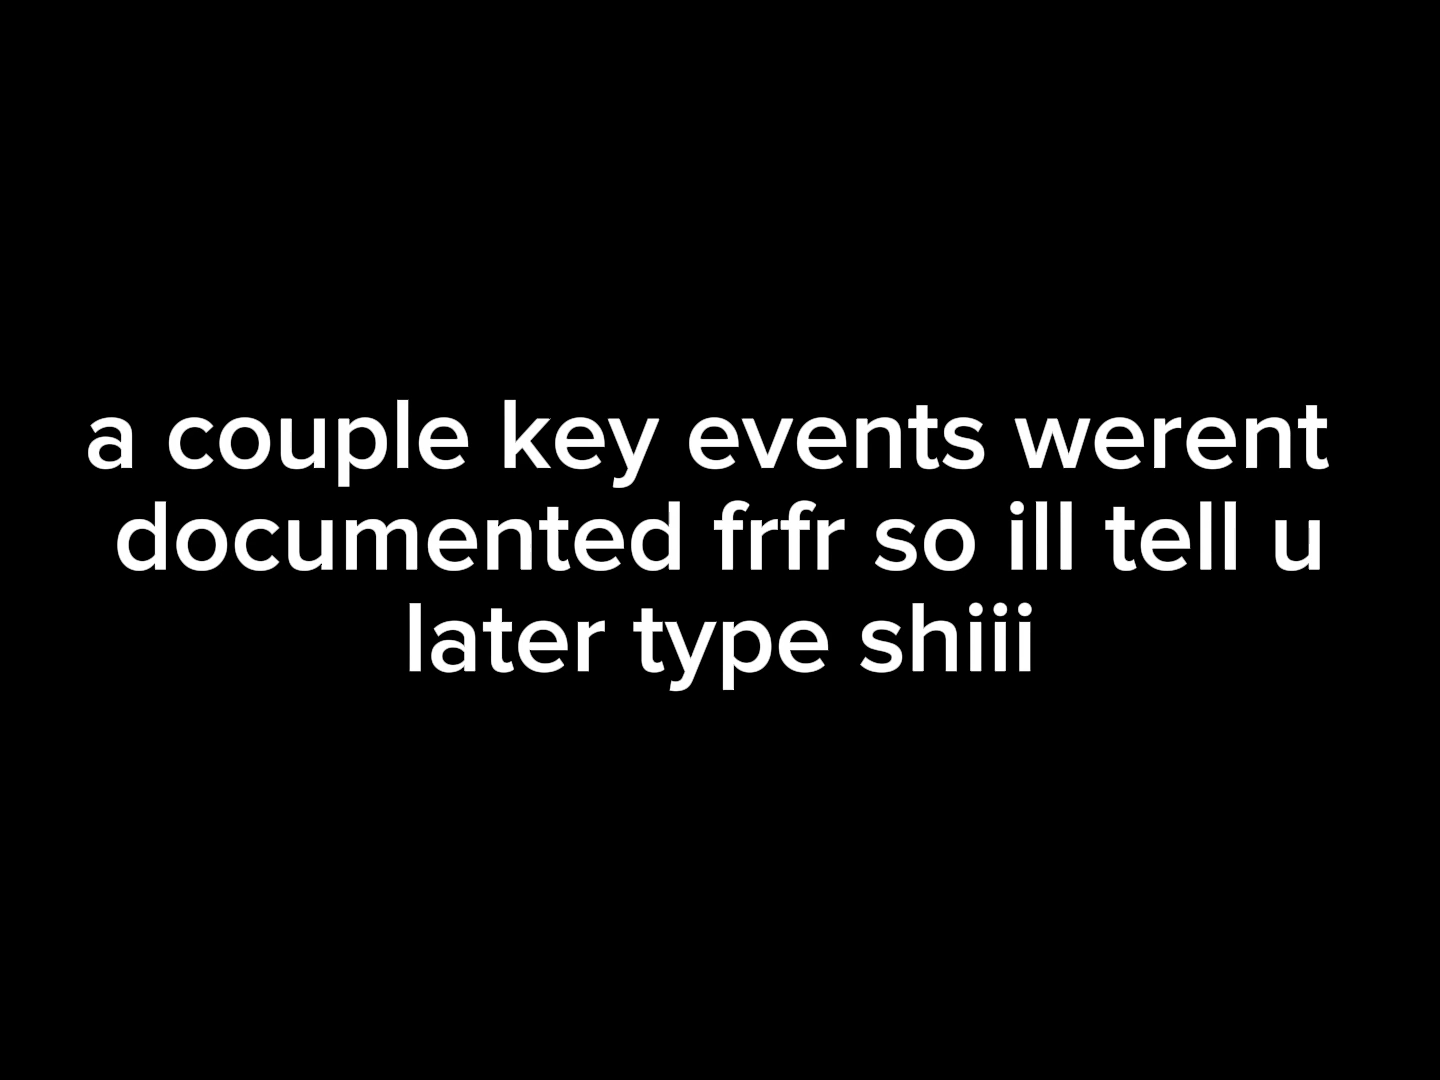 a couple key events werent
documented frfr so ill tell u
later type shiii